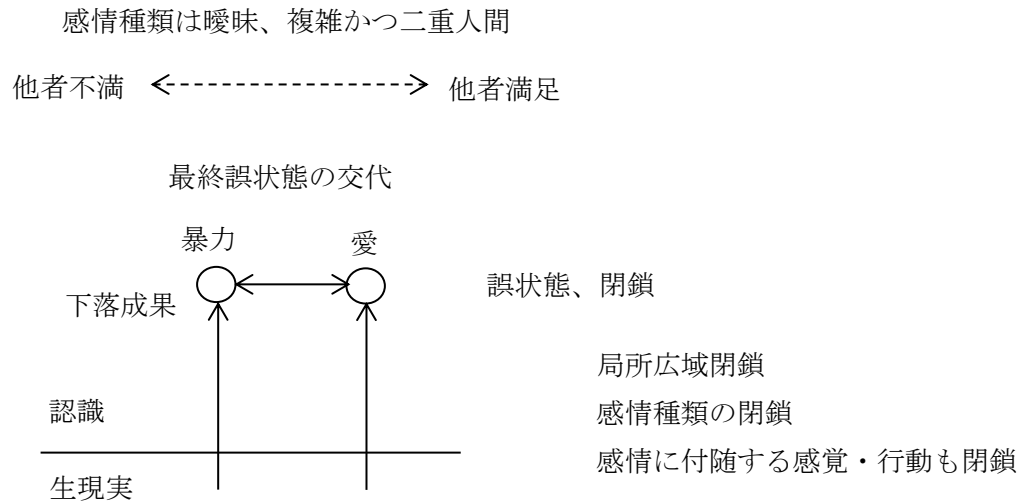 感情種類は曖昧、複雑かつ二重人間
他者不満
他者満足
最終誤状態の交代
暴力
愛
下落成果
誤状態、閉鎖
局所広域閉鎖
認識
感情種類の閉鎖
感情に付随する感覚・行動も閉鎖
生現実